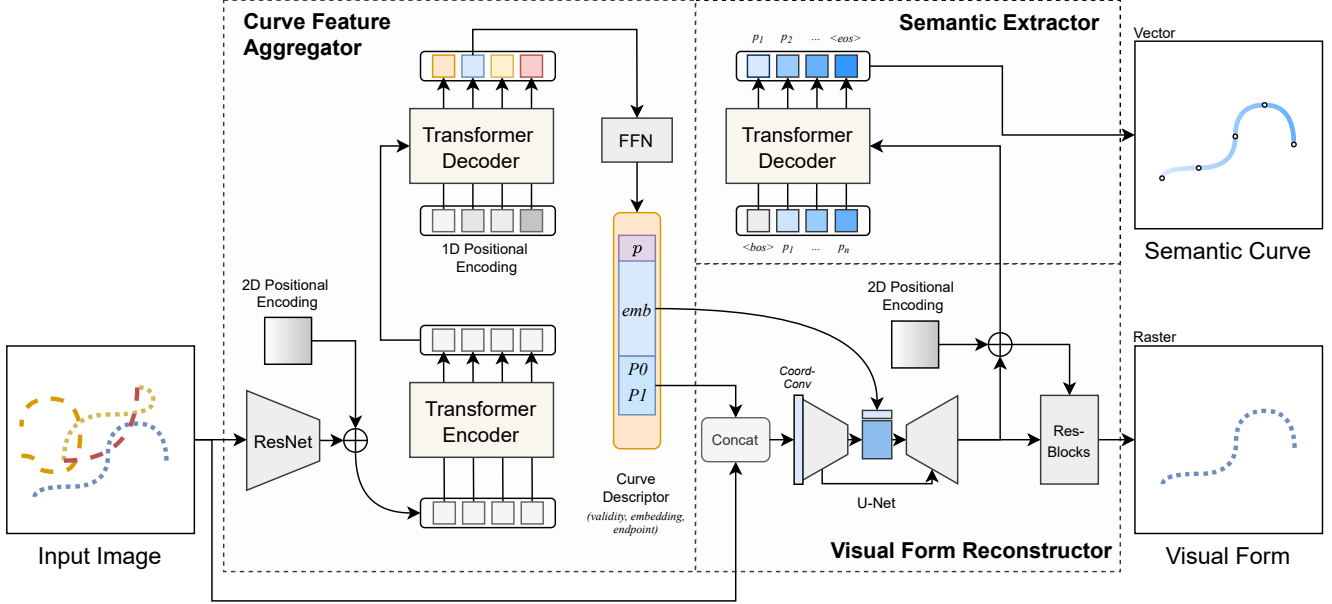 Curve Feature
Aggregator
Semantic Extractor
p1 p2 ... <eos>
Vector
Transformer
Decoder
FFN
Transformer
Decoder
1D Positional
Encoding
<bos> p1 ... pn
Semantic Curve
p
2D Positional
Encoding
2D Positional
Encoding
emb
Raster
P0
P1
Coord-
Conv
ResNet
Transformer
Encoder
Concat
Res-
Blocks
Curve
Descriptor
(validity, embedding,
endpoint)
U-Net
Input Image
Visual Form Reconstructor
Visual Form